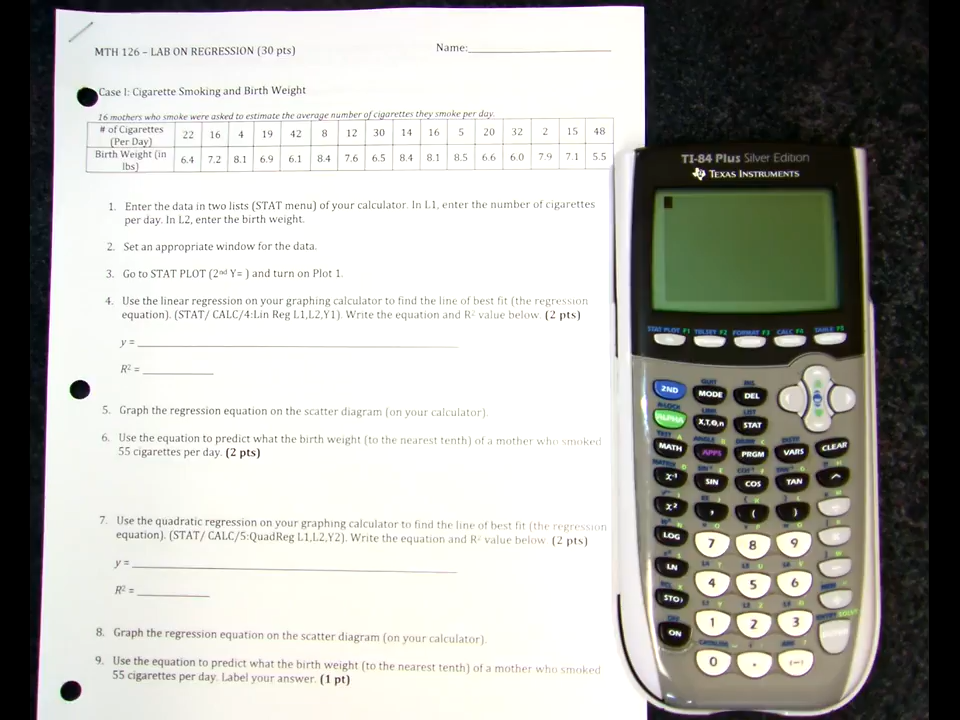 MTH 126 – LAB ON REGRESSION (30 pts) Name:
Case I: Cigarette Smoking and Birth Weight
16 mothers who smoke were asked to estimate the average number of cigarettes they smoke per day.
# of Cigarettes (Per Day) 22 16 4 19 42 8 12 30 14 16 5 20 32 2 15 48
Birth Weight (in lbs) 6.4 7.2 8.1 6.9 6.1 8.4 7.6 6.5 8.4 8.1 8.5 6.6 6.0 7.9 7.1 5.5
1. Enter the data in two lists (STAT menu) of your calculator. In L1, enter the number of cigarettes
per day. In L2, enter the birth weight.
2. Set an appropriate window for the data.
3. Go to STAT PLOT (2nd Y= ) and turn on Plot 1.
4. Use the linear regression on your graphing calculator to find the line of best fit (the regression
equation). (STAT/ CALC/4:Lin Reg L1,L2,Y1). Write the equation and R² value below. (2 pts)
y =
R² =
5. Graph the regression equation on the scatter diagram (on your calculator).
6. Use the equation to predict what the birth weight (to the nearest tenth) of a mother who smoked
55 cigarettes per day. (2 pts)
7. Use the quadratic regression on your graphing calculator to find the line of best fit (the regression
equation). (STAT/ CALC/5:QuadReg L1,L2,Y2). Write the equation and R² value below (2 pts)
y =
R² =
8. Graph the regression equation on the scatter diagram (on your calculator).
9. Use the equation to predict what the birth weight (to the nearest tenth) of a mother who smoked
55 cigarettes per day. Label your answer. (1 pt)
TI-84 Plus Silver Edition
TEXAS INSTRUMENTS
STAT PLOT F1 TBLSET F2 FORMAT F3 CALC F4 TABLE F5
QUIT
2ND MODE DEL
A-LOCK LINK LIST
ALPHA X,T,θ,n STAT
MATH APPS PRGM VARS CLEAR
x⁻¹ SIN COS TAN ^
x² , ( )
LOG 7 8 9
LN 4 5 6
STO› 1 2 3
ON 0 . (−)